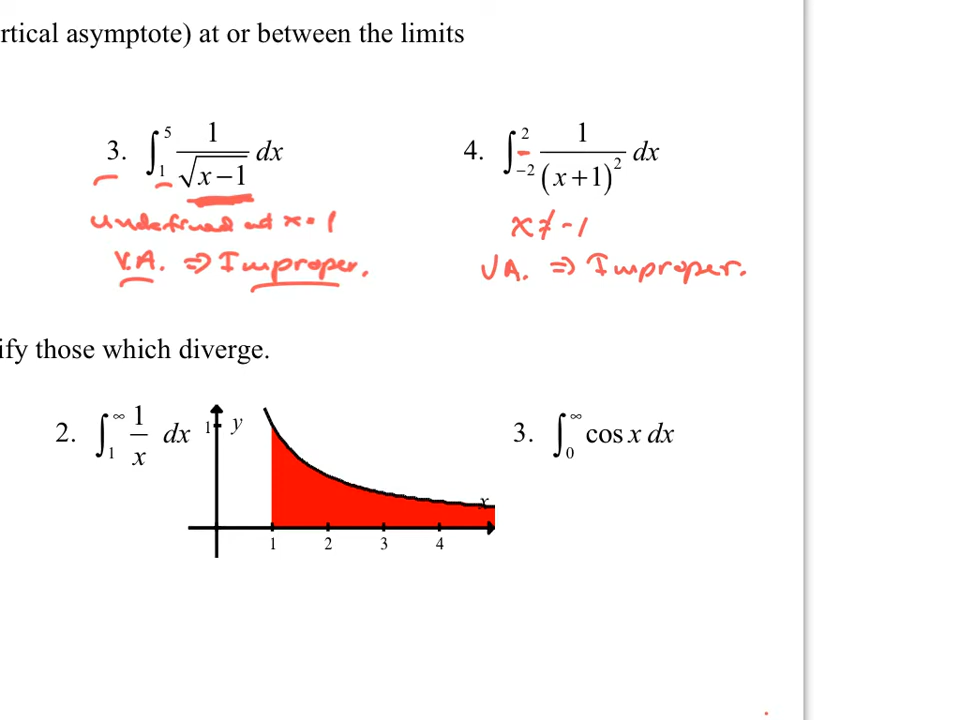 rtical asymptote) at or between the limits
3. ∫₁⁵ 1/√(x−1) dx
4. ∫₋₂² 1/(x+1)² dx
undefined at x = 1
x ≠ -1
V.A. ⇒ Improper.
V.A. ⇒ Improper.
ify those which diverge.
2. ∫₁^∞ 1/x dx
1 y
x
1 2 3 4
3. ∫₀^∞ cos x dx